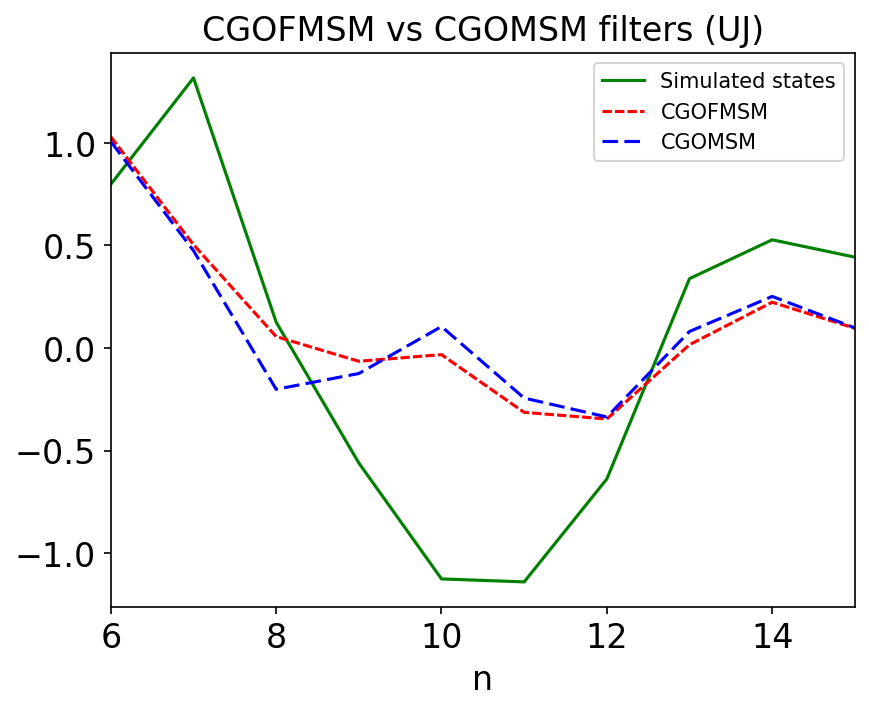 CGOFMSM vs CGOMSM filters (UJ)
Simulated states
CGOFMSM
CGOMSM
1.0
0.5
0.0
−0.5
−1.0
6 8 10 12 14
n